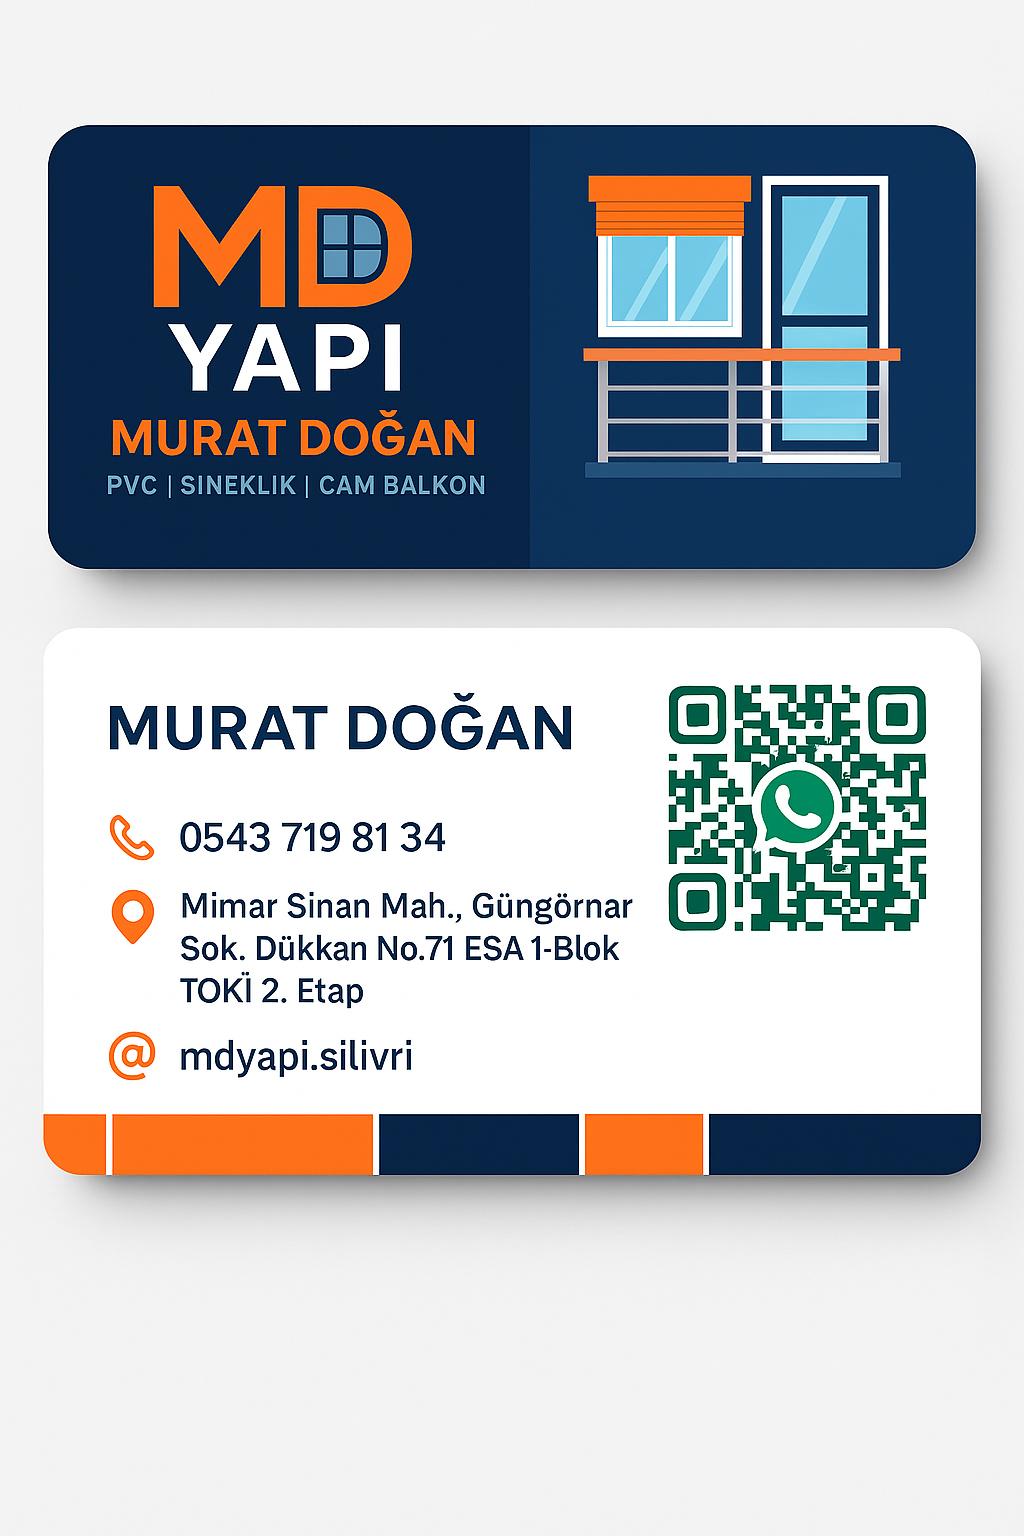 MD
YAPI
MURAT DOĞAN
PVC | SINEKLIK | CAM BALKON
MURAT DOĞAN
0543 719 81 34
Mimar Sinan Mah., Güngörnar
Sok. Dükkan No.71 ESA 1-Blok
TOKİ 2. Etap
@ mdyapi.silivri